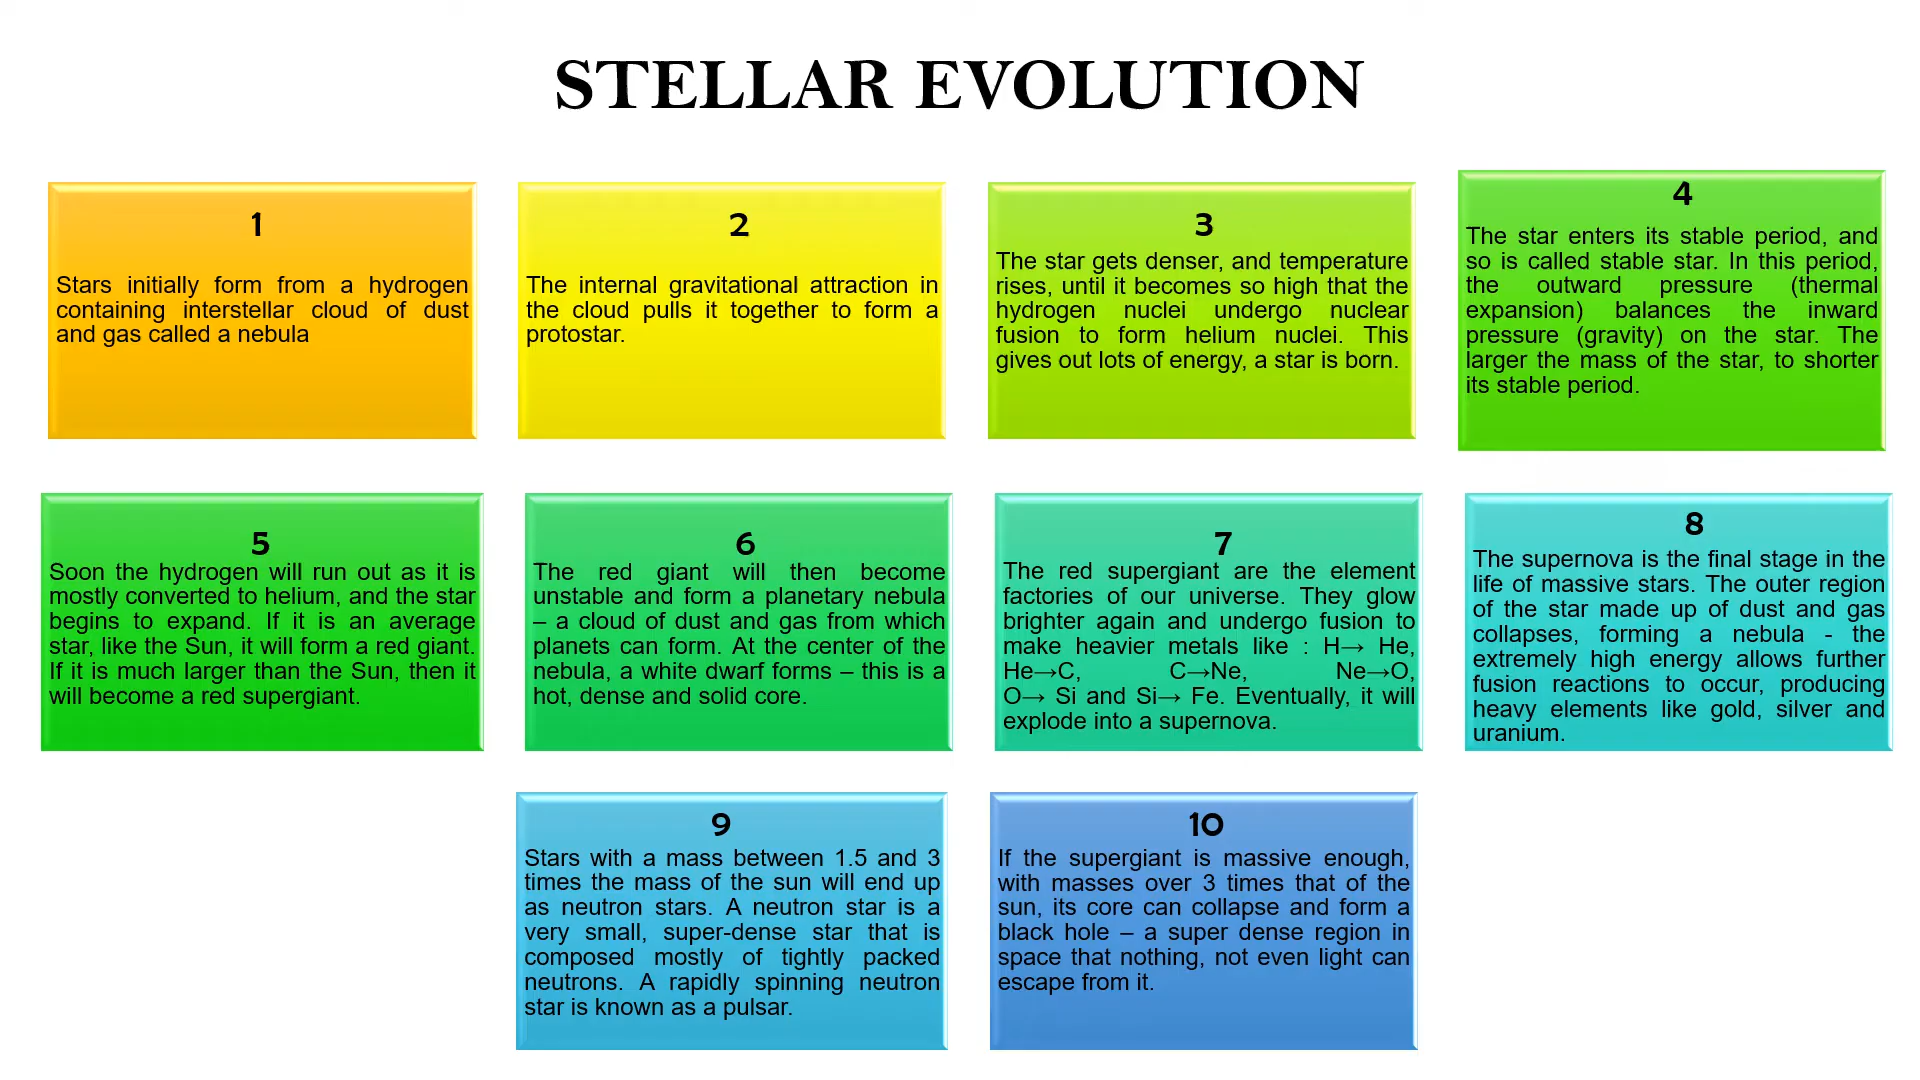 STELLAR EVOLUTION
1
Stars initially form from a hydrogen
containing interstellar cloud of dust
and gas called a nebula
2
The internal gravitational attraction in
the cloud pulls it together to form a
protostar.
3
The star gets denser, and temperature
rises, until it becomes so high that the
hydrogen nuclei undergo nuclear
fusion to form helium nuclei. This
gives out lots of energy, a star is born.
4
The star enters its stable period, and
so is called stable star. In this period,
the outward pressure (thermal
expansion) balances the inward
pressure (gravity) on the star. The
larger the mass of the star, to shorter
its stable period.
5
Soon the hydrogen will run out as it is
mostly converted to helium, and the star
begins to expand. If it is an average
star, like the Sun, it will form a red giant.
If it is much larger than the Sun, then it
will become a red supergiant.
6
The red giant will then become
unstable and form a planetary nebula
– a cloud of dust and gas from which
planets can form. At the center of the
nebula, a white dwarf forms – this is a
hot, dense and solid core.
7
The red supergiant are the element
factories of our universe. They glow
brighter again and undergo fusion to
make heavier metals like : H→ He,
He→C, C→Ne, Ne→O,
O→ Si and Si→ Fe. Eventually, it will
explode into a supernova.
8
The supernova is the final stage in the
life of massive stars. The outer region
of the star made up of dust and gas
collapses, forming a nebula - the
extremely high energy allows further
fusion reactions to occur, producing
heavy elements like gold, silver and
uranium.
9
Stars with a mass between 1.5 and 3
times the mass of the sun will end up
as neutron stars. A neutron star is a
very small, super-dense star that is
composed mostly of tightly packed
neutrons. A rapidly spinning neutron
star is known as a pulsar.
10
If the supergiant is massive enough,
with masses over 3 times that of the
sun, its core can collapse and form a
black hole – a super dense region in
space that nothing, not even light can
escape from it.